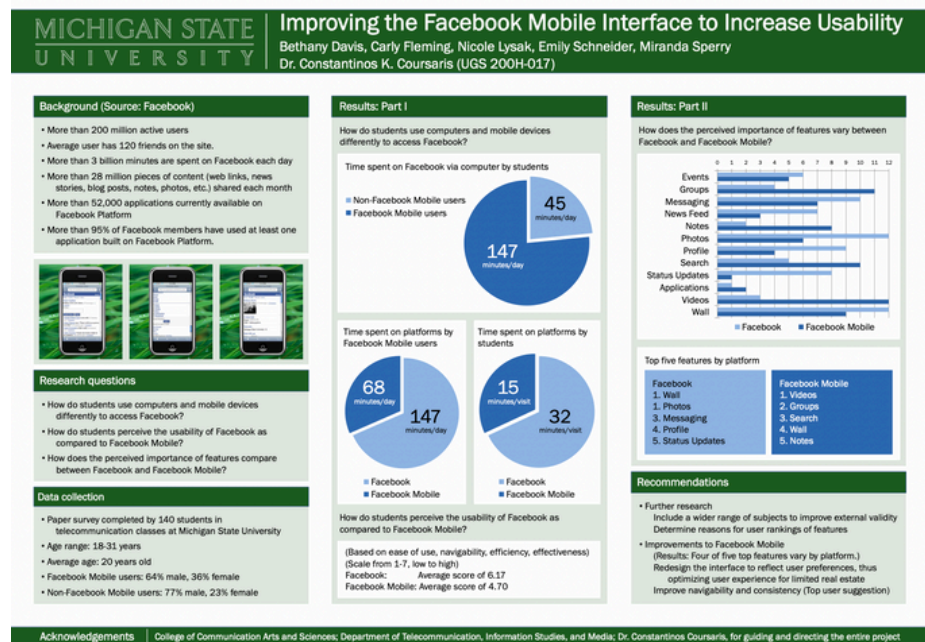 MICHIGAN STATE
UNIVERSITY
Improving the Facebook Mobile Interface to Increase Usability
Bethany Davis, Carly Fleming, Nicole Lysak, Emily Schneider, Miranda Sperry
Dr. Constantinos K. Coursaris (UGS 200H-017)
Background (Source: Facebook)
• More than 200 million active users
• Average user has 120 friends on the site.
• More than 3 billion minutes are spent on Facebook each day
• More than 28 million pieces of content (web links, news
stories, blog posts, notes, photos, etc.) shared each month
• More than 52,000 applications currently available on
Facebook Platform
• More than 95% of Facebook members have used at least one
application built on Facebook Platform.
Research questions
• How do students use computers and mobile devices
differently to access Facebook?
• How do students perceive the usability of Facebook as
compared to Facebook Mobile?
• How does the perceived importance of features compare
between Facebook and Facebook Mobile?
Data collection
• Paper survey completed by 140 students in
telecommunication classes at Michigan State University
• Age range: 18-31 years
• Average age: 20 years old
• Facebook Mobile users: 64% male, 36% female
• Non-Facebook Mobile users: 77% male, 23% female
Results: Part I
How do students use computers and mobile devices
differently to access Facebook?
Time spent on Facebook via computer by students
Non-Facebook Mobile users
Facebook Mobile users
45
minutes/day
147
minutes/day
Time spent on platforms by
Facebook Mobile users
68
minutes/day
147
minutes/day
Facebook
Facebook Mobile
Time spent on platforms by
students
15
minutes/visit
32
minutes/visit
Facebook
Facebook Mobile
How do students perceive the usability of Facebook as
compared to Facebook Mobile?
(Based on ease of use, navigability, efficiency, effectiveness)
(Scale from 1-7, low to high)
Facebook: Average score of 6.17
Facebook Mobile: Average score of 4.70
Results: Part II
How does the perceived importance of features vary between
Facebook and Facebook Mobile?
0 1 2 3 4 5 6 7 8 9 10 11 12
Events
Groups
Messaging
News Feed
Notes
Photos
Profile
Search
Status Updates
Applications
Videos
Wall
Facebook Facebook Mobile
Top five features by platform
Facebook
1. Wall
1. Photos
3. Messaging
4. Profile
5. Status Updates
Facebook Mobile
1. Videos
2. Groups
3. Search
4. Wall
5. Notes
Recommendations
• Further research
Include a wider range of subjects to improve external validity
Determine reasons for user rankings of features
• Improvements to Facebook Mobile
(Results: Four of five top features vary by platform.)
Redesign the interface to reflect user preferences, thus
optimizing user experience for limited real estate
Improve navigability and consistency (Top user suggestion)
Acknowledgements | College of Communication Arts and Sciences; Department of Telecommunication, Information Studies, and Media; Dr. Constantinos Coursaris, for guiding and directing the entire project